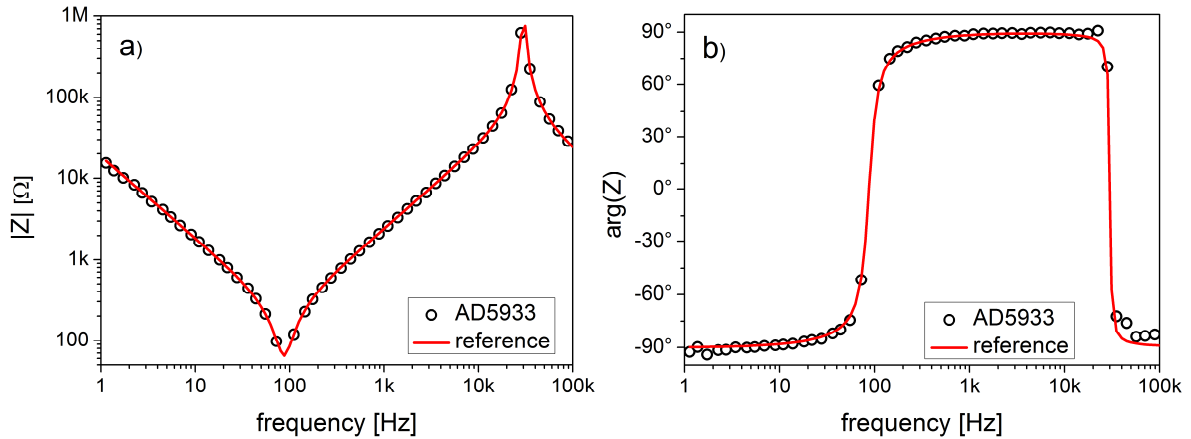 a)
1M
100k
10k
1k
100
|Z| [Ω]
1
10
100
1k
10k
100k
frequency [Hz]
AD5933
reference
b)
90°
60°
30°
0°
-30°
-60°
-90°
arg(Z)
1
10
100
1k
10k
100k
frequency [Hz]
AD5933
reference